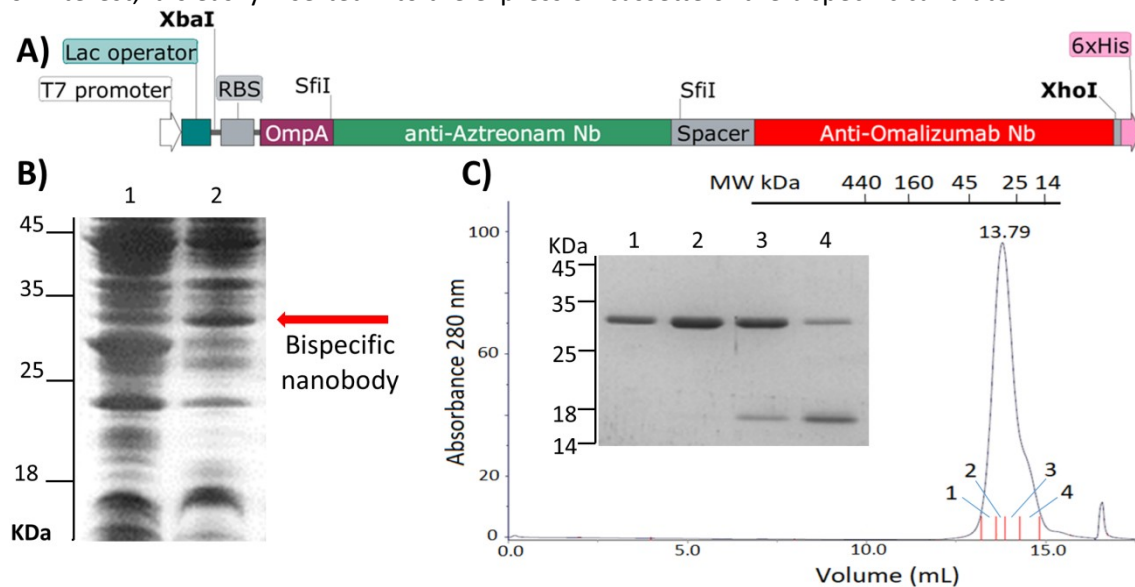 XbaI
A)
Lac operator
6xHis
T7 promoter
RBS
SfiI
SfiI
XhoI
OmpA
anti-Aztreonam Nb
Spacer
Anti-Omalizumab Nb
B)
1 2
45
35
25
18
KDa
Bispecific
nanobody
C)
MW kDa 440 160 45 25 14
13.79
Absorbance 280 nm
100
60
20
0
KDa 1 2 3 4
45
35
25
18
14
2 3
1 4
0.0 5.0 10.0 15.0
Volume (mL)